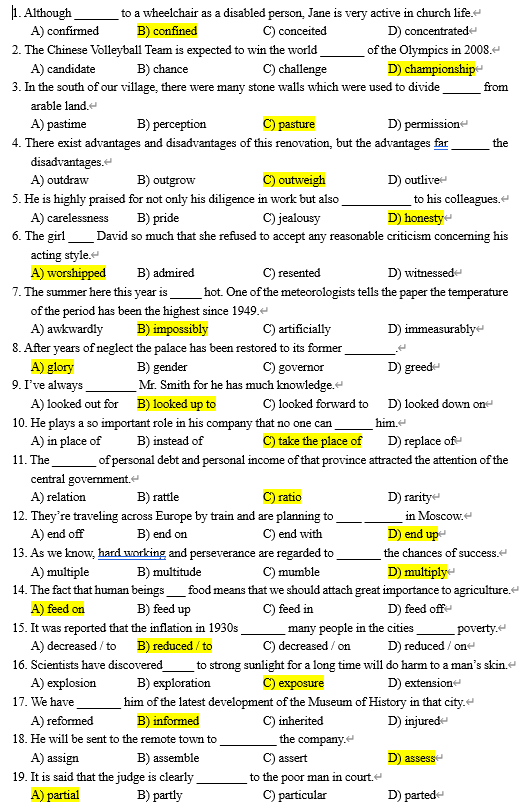 1. Although ________ to a wheelchair as a disabled person, Jane is very active in church life.↵
A) confirmed B) confined C) conceited D) concentrated↵
2. The Chinese Volleyball Team is expected to win the world ________ of the Olympics in 2008.↵
A) candidate B) chance C) challenge D) championship↵
3. In the south of our village, there were many stone walls which were used to divide ______ from
arable land.↵
A) pastime B) perception C) pasture D) permission↵
4. There exist advantages and disadvantages of this renovation, but the advantages far ______ the
disadvantages.↵
A) outdraw B) outgrow C) outweigh D) outlive↵
5. He is highly praised for not only his diligence in work but also ___________ to his colleagues.↵
A) carelessness B) pride C) jealousy D) honesty↵
6. The girl ____ David so much that she refused to accept any reasonable criticism concerning his
acting style.↵
A) worshipped B) admired C) resented D) witnessed↵
7. The summer here this year is _____ hot. One of the meteorologists tells the paper the temperature
of the period has been the highest since 1949.↵
A) awkwardly B) impossibly C) artificially D) immeasurably↵
8. After years of neglect the palace has been restored to its former ________.↵
A) glory B) gender C) governor D) greed↵
9. I've always ________ Mr. Smith for he has much knowledge.↵
A) looked out for B) looked up to C) looked forward to D) looked down on↵
10. He plays a so important role in his company that no one can ______ him.↵
A) in place of B) instead of C) take the place of D) replace of↵
11. The _______ of personal debt and personal income of that province attracted the attention of the
central government.↵
A) relation B) rattle C) ratio D) rarity↵
12. They're traveling across Europe by train and are planning to ____ ______ in Moscow.↵
A) end off B) end on C) end with D) end up↵
13. As we know, hard working and perseverance are regarded to _______ the chances of success.↵
A) multiple B) multitude C) mumble D) multiply↵
14. The fact that human beings ___ food means that we should attach great importance to agriculture.↵
A) feed on B) feed up C) feed in D) feed off↵
15. It was reported that the inflation in 1930s _______ many people in the cities ______ poverty.↵
A) decreased / to B) reduced / to C) decreased / on D) reduced / on↵
16. Scientists have discovered_____ to strong sunlight for a long time will do harm to a man's skin.↵
A) explosion B) exploration C) exposure D) extension↵
17. We have _______ him of the latest development of the Museum of History in that city.↵
A) reformed B) informed C) inherited D) injured↵
18. He will be sent to the remote town to _________ the company.↵
A) assign B) assemble C) assert D) assess↵
19. It is said that the judge is clearly ________ to the poor man in court.↵
A) partial B) partly C) particular D) parted↵